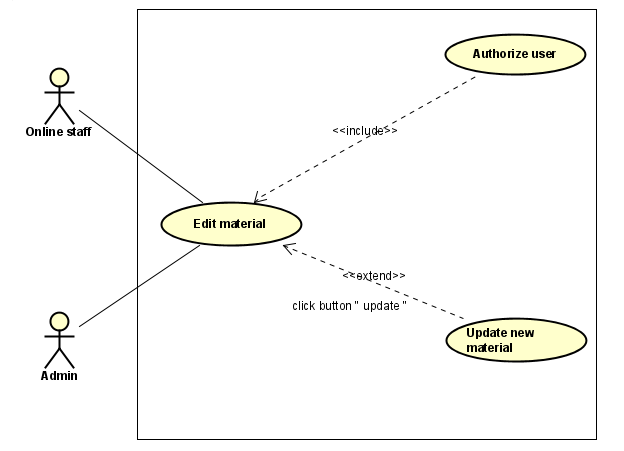 Authorize user
Online staff
<<include>>
Edit material
<<extend>>
click button " update "
Update new
material
Admin